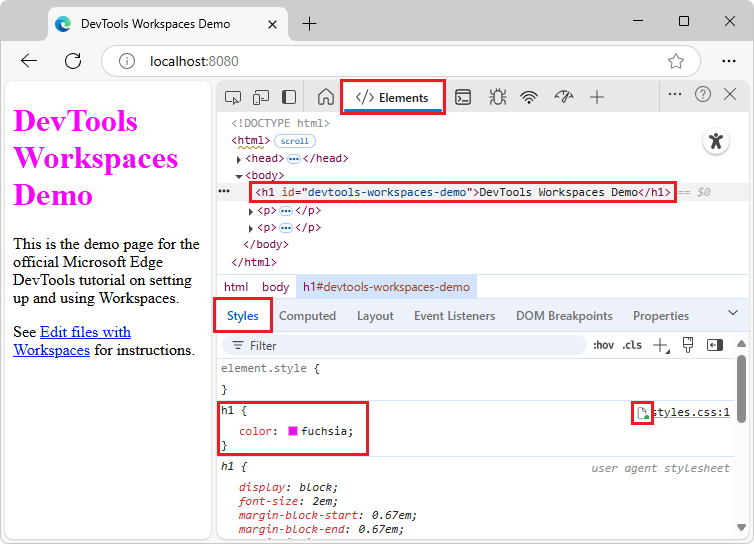 DevTools Workspaces Demo
localhost:8080
DevTools
Workspaces
Demo
This is the demo page for the
official Microsoft Edge
DevTools tutorial on setting
up and using Workspaces.
See Edit files with
Workspaces for instructions.
</> Elements
<!DOCTYPE html>
<html> scroll
<head> ••• </head>
<body>
••• <h1 id="devtools-workspaces-demo">DevTools Workspaces Demo</h1> == $0
<p> ••• </p>
<p> ••• </p>
</body>
</html>
html body h1#devtools-workspaces-demo
Styles Computed Layout Event Listeners DOM Breakpoints Properties
Filter :hov .cls
element.style {
}
h1 { styles.css:1
color: fuchsia;
}
h1 { user agent stylesheet
display: block;
font-size: 2em;
margin-block-start: 0.67em;
margin-block-end: 0.67em;